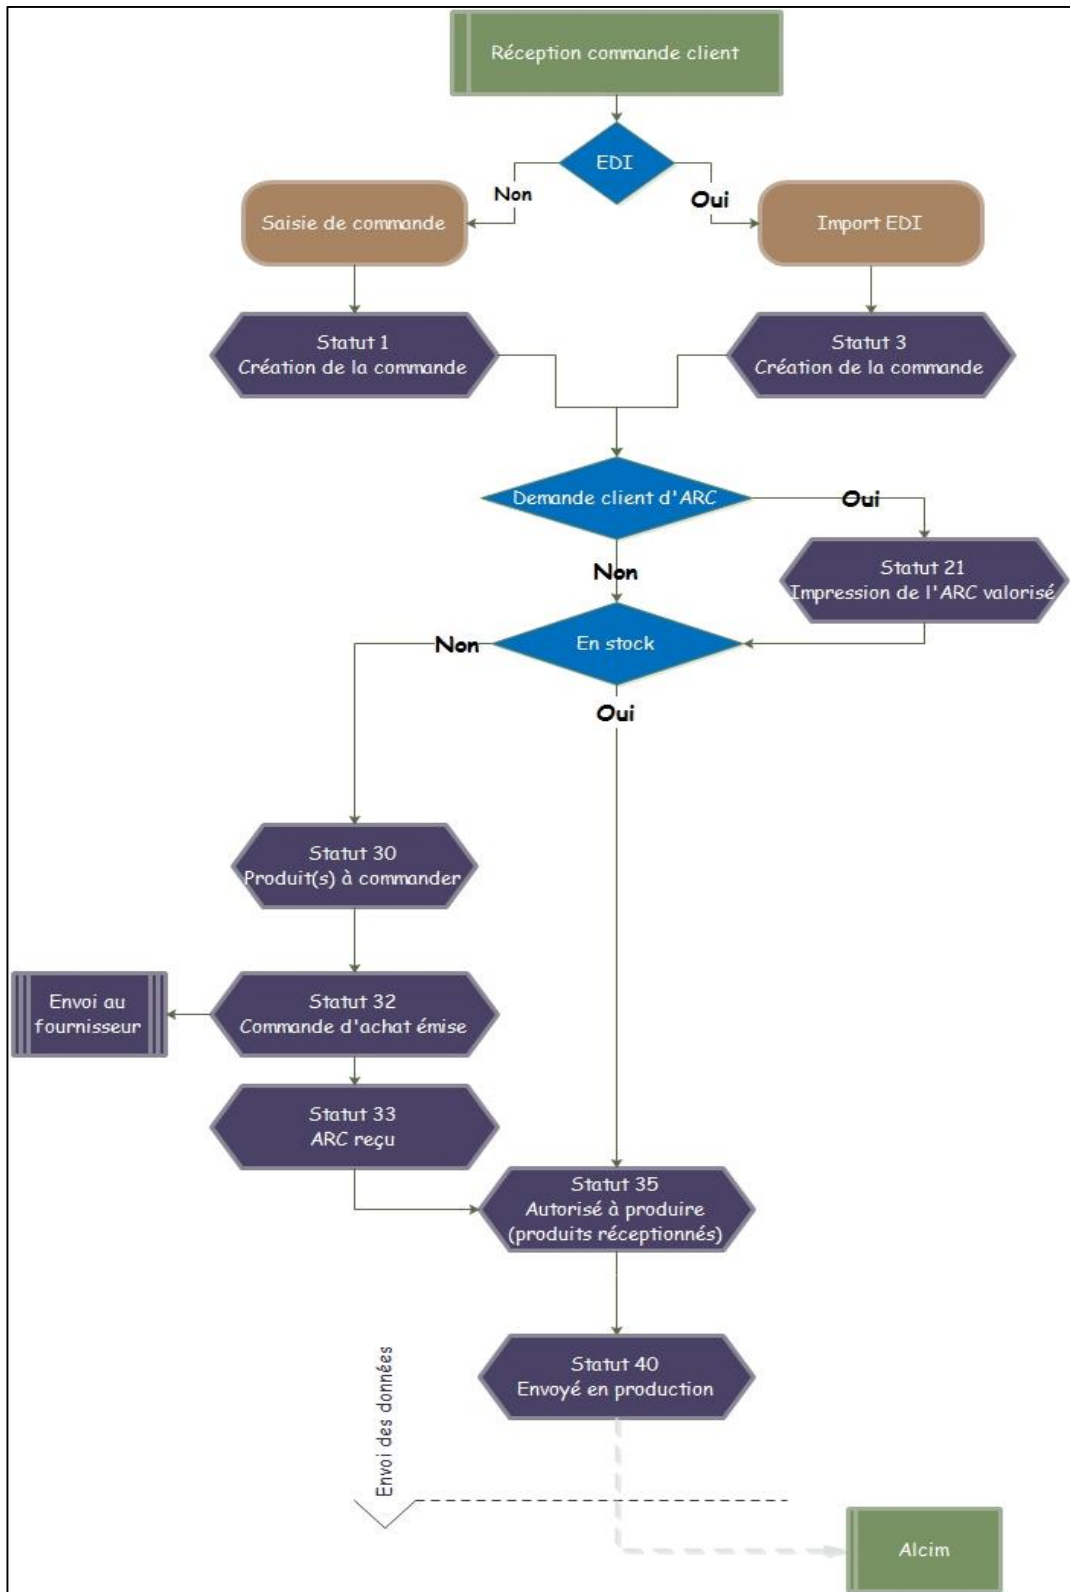 Réception commande client
EDI
Non
Oui
Saisie de commande
Import EDI
Statut 1
Création de la commande
Statut 3
Création de la commande
Demande client d'ARC
Oui
Non
Statut 21
Impression de l'ARC valorisé
En stock
Non
Oui
Statut 30
Produit(s) à commander
Envoi au
fournisseur
Statut 32
Commande d'achat émise
Statut 33
ARC reçu
Statut 35
Autorisé à produire
(produits réceptionnés)
Statut 40
Envoyé en production
Envoi des données
Alcim